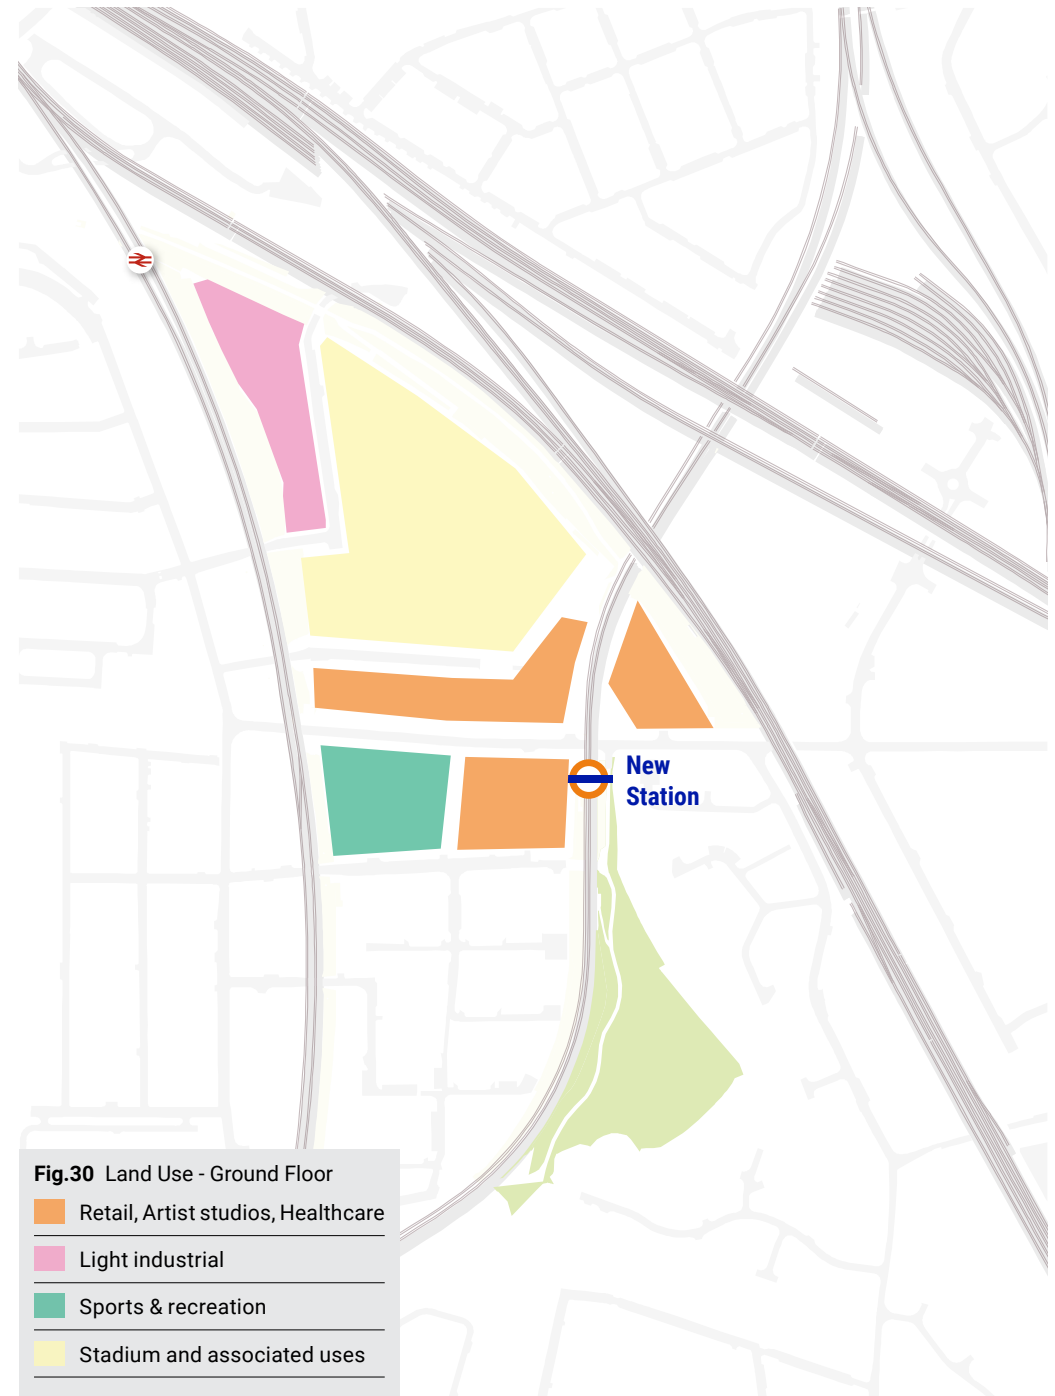 New
Station
Fig.30 Land Use - Ground Floor
Retail, Artist studios, Healthcare
Light industrial
Sports & recreation
Stadium and associated uses